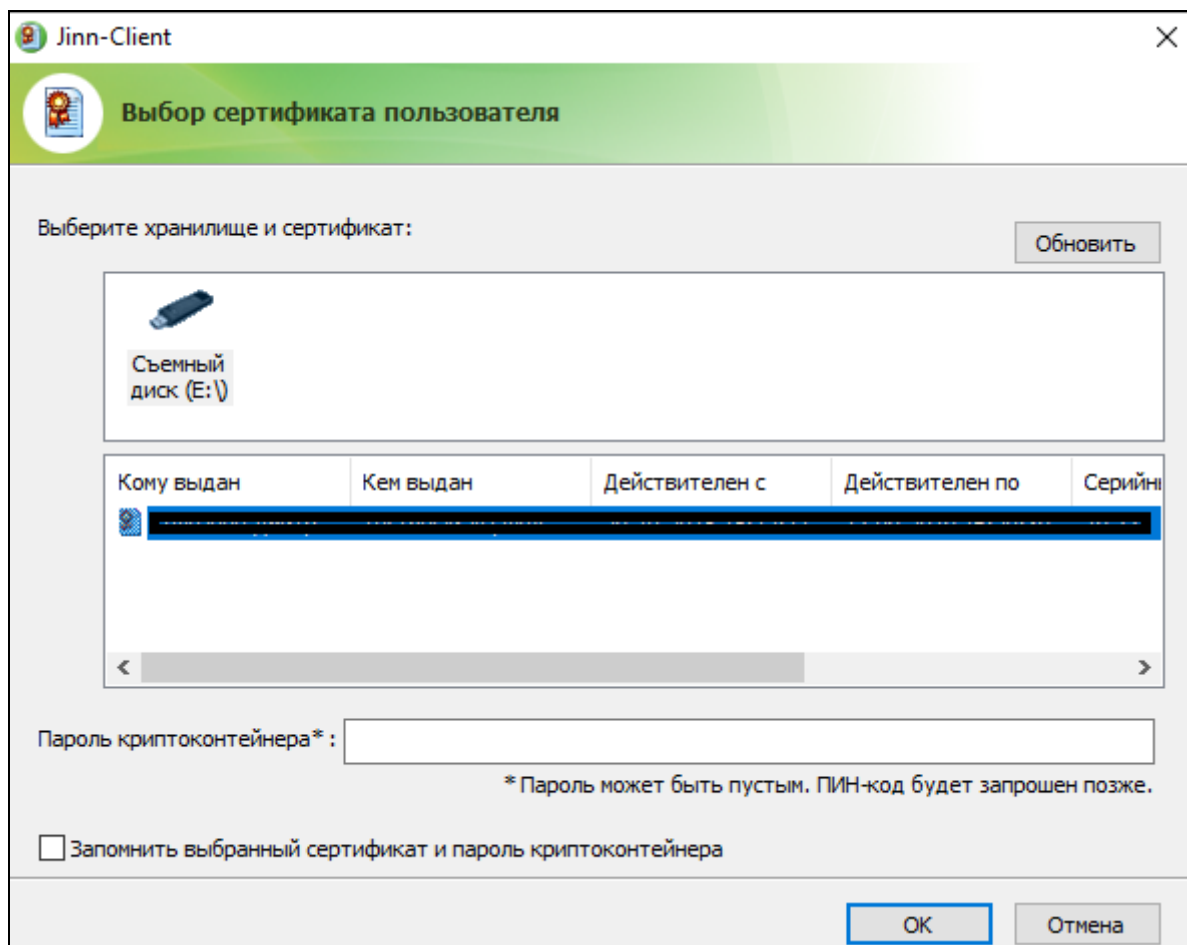 Jinn-Client
Выбор сертификата пользователя
Выберите хранилище и сертификат:
Обновить
Съемный
диск (E:\)
Кому выдан Кем выдан Действителен с Действителен по
Пароль криптоконтейнера* :
* Пароль может быть пустым. ПИН-код будет запрошен позже.
Запомнить выбранный сертификат и пароль криптоконтейнера
ОК Отмена